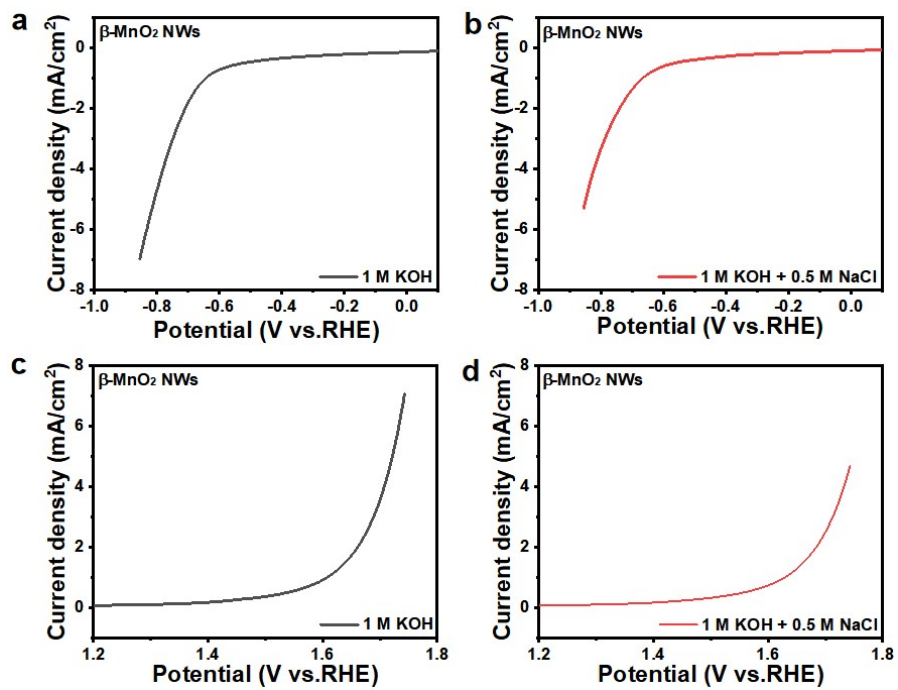 a
β-MnO₂ NWs
Current density (mA/cm²)
0
-2
-4
-6
-8
1 M KOH
-1.0 -0.8 -0.6 -0.4 -0.2 0.0
Potential (V vs.RHE)
b
β-MnO₂ NWs
Current density (mA/cm²)
0
-2
-4
-6
-8
1 M KOH + 0.5 M NaCl
-1.0 -0.8 -0.6 -0.4 -0.2 0.0
Potential (V vs.RHE)
c
β-MnO₂ NWs
Current density (mA/cm²)
8
6
4
2
0
1 M KOH
1.2 1.4 1.6 1.8
Potential (V vs.RHE)
d
β-MnO₂ NWs
Current density (mA/cm²)
8
6
4
2
0
1 M KOH + 0.5 M NaCl
1.2 1.4 1.6 1.8
Potential (V vs.RHE)